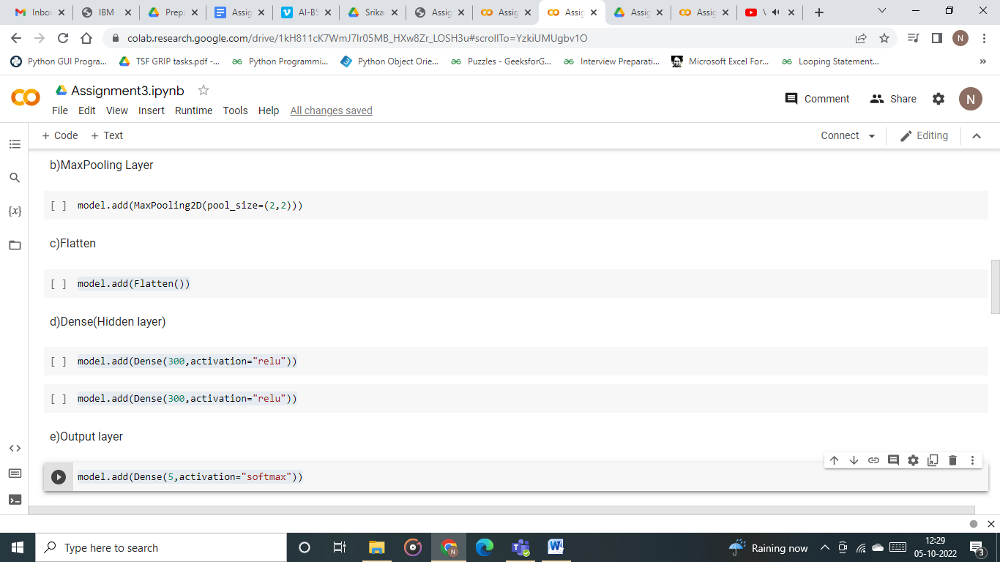 Inbo
IBM
Prepa
Assig
AI-B5
Srika
Assig
Assig
Assig
Assig
Assig
colab.research.google.com/drive/1kH811cK7WmJ7Ir05MB_HXw8Zr_LOSH3u#scrollTo=YzkiUMUgbv1O
N
Python GUI Progra...
TSF GRIP tasks.pdf -...
Python Programmi...
Python Object Orie...
Puzzles - GeeksforG...
Interview Preparati...
Microsoft Excel For...
Looping Statement...
»
Assignment3.ipynb
Comment
Share
N
File Edit View Insert Runtime Tools Help All changes saved
+ Code + Text
Connect
Editing
b)MaxPooling Layer
[ ] model.add(MaxPooling2D(pool_size=(2,2)))
c)Flatten
[ ] model.add(Flatten())
d)Dense(Hidden layer)
[ ] model.add(Dense(300,activation="relu"))
[ ] model.add(Dense(300,activation="relu"))
e)Output layer
model.add(Dense(5,activation="softmax"))
Type here to search
Raining now
12:29
05-10-2022
3